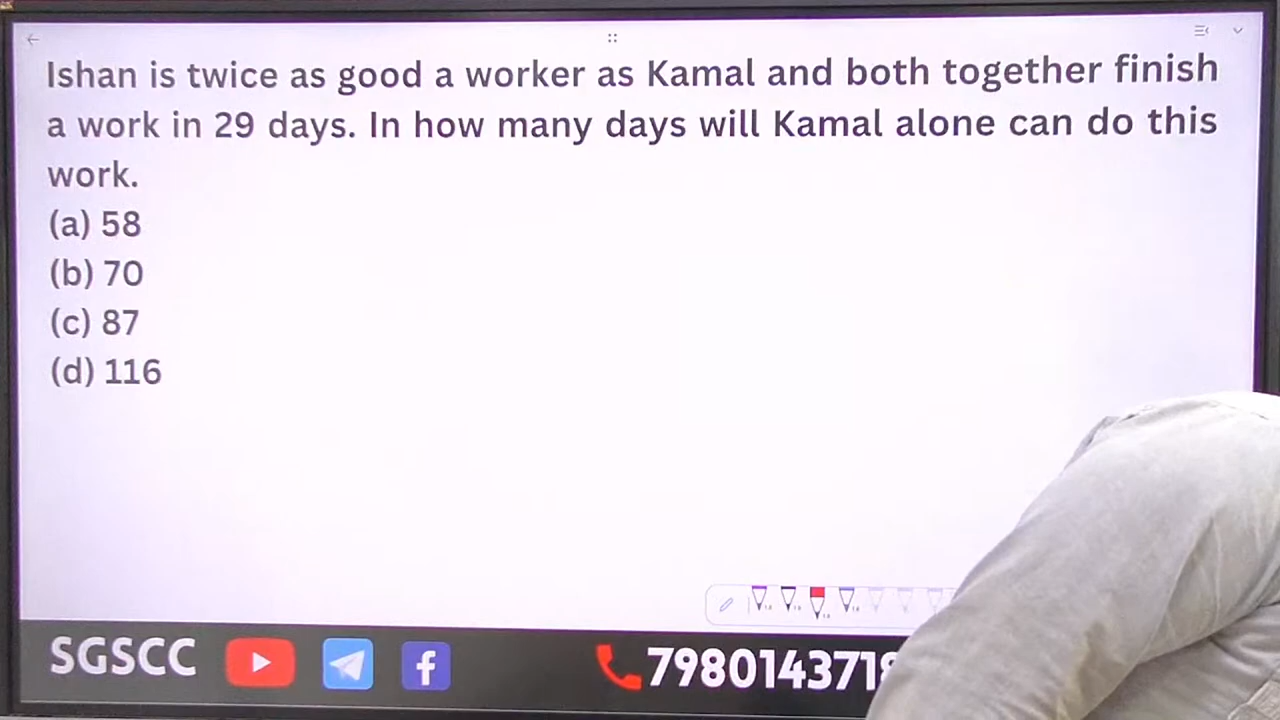 Ishan is twice as good a worker as Kamal and both together finish
a work in 29 days. In how many days will Kamal alone can do this
work.
(a) 58
(b) 70
(c) 87
(d) 116
SGSCC